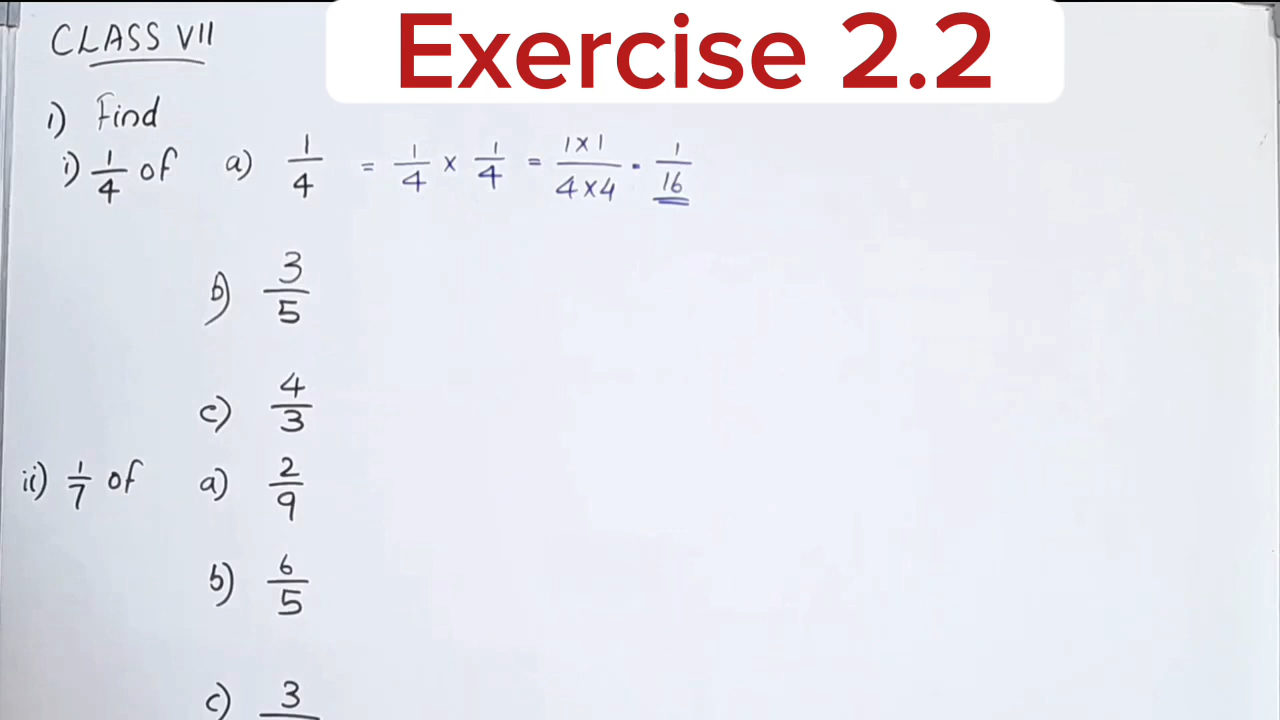 Exercise 2.2
CLASS VII
1) Find
i) 1/4 of a) 1/4 = 1/4 × 1/4 = 1×1/4×4 = 1/16
b) 3/5
c) 4/3
ii) 1/7 of a) 2/9
b) 6/5
c) 3